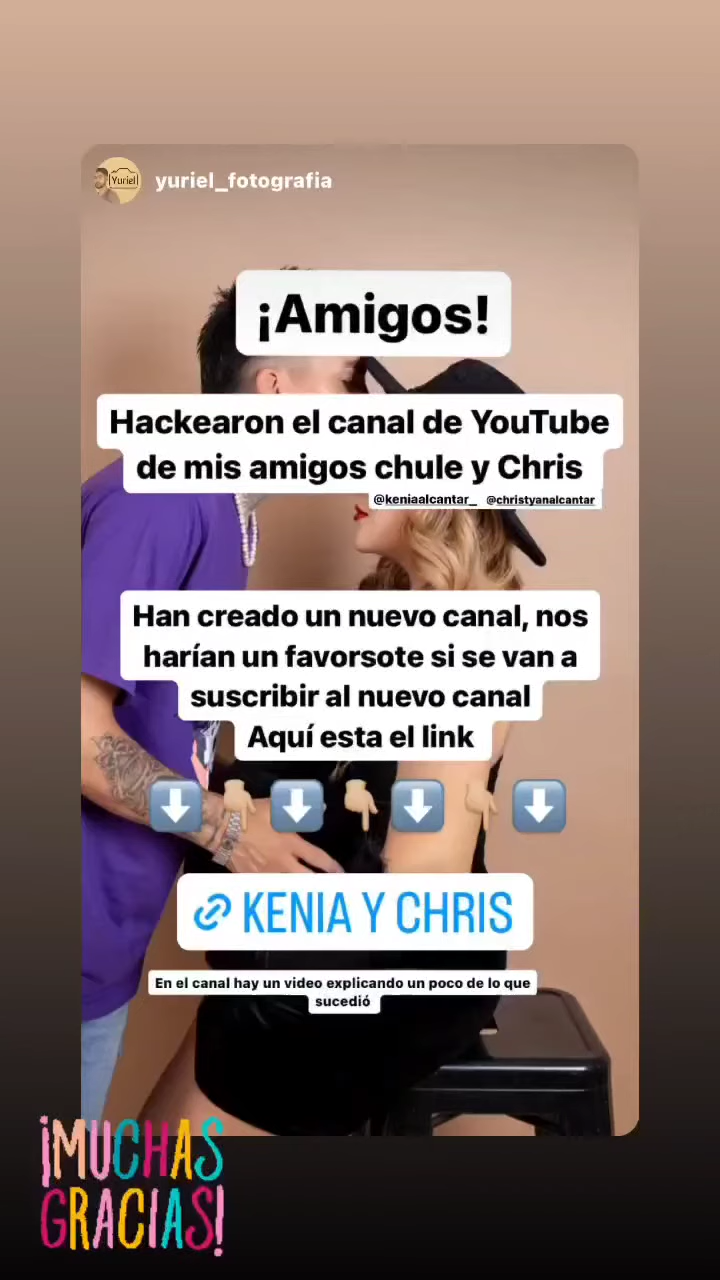 Yuriel
yuriel_fotografia
¡Amigos!
Hackearon el canal de YouTube
de mis amigos chule y Chris
@keniaalcantar_ @christyanalcantar
Han creado un nuevo canal, nos
harían un favorsote si se van a
suscribir al nuevo canal
Aquí esta el link
KENIA Y CHRIS
En el canal hay un video explicando un poco de lo que
sucedió
¡MUCHAS
GRACIAS!